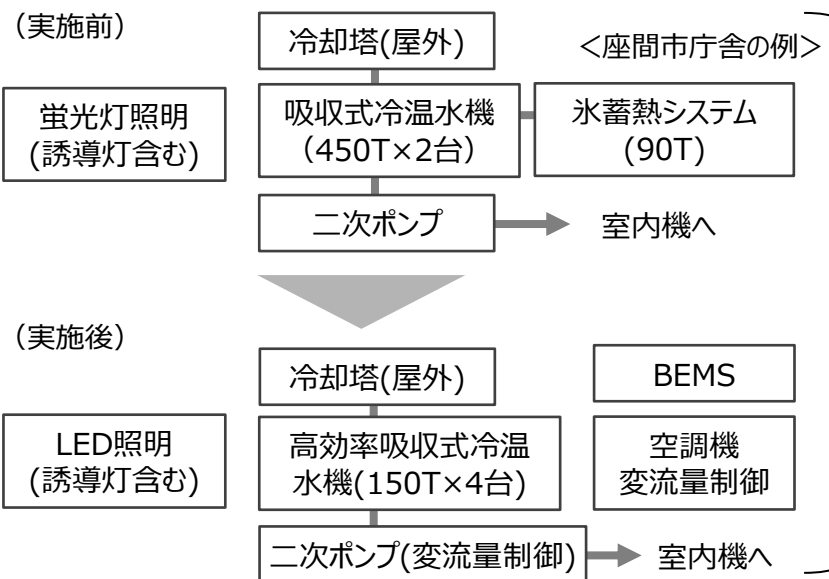 （実施前）
冷却塔(屋外)
＜座間市庁舎の例＞
蛍光灯照明
(誘導灯含む)
吸収式冷温水機
（450T×2台）
氷蓄熱システム
(90T)
二次ポンプ
室内機へ
（実施後）
冷却塔(屋外)
BEMS
LED照明
(誘導灯含む)
高効率吸収式冷温
水機(150T×4台)
空調機
変流量制御
二次ポンプ(変流量制御)
室内機へ